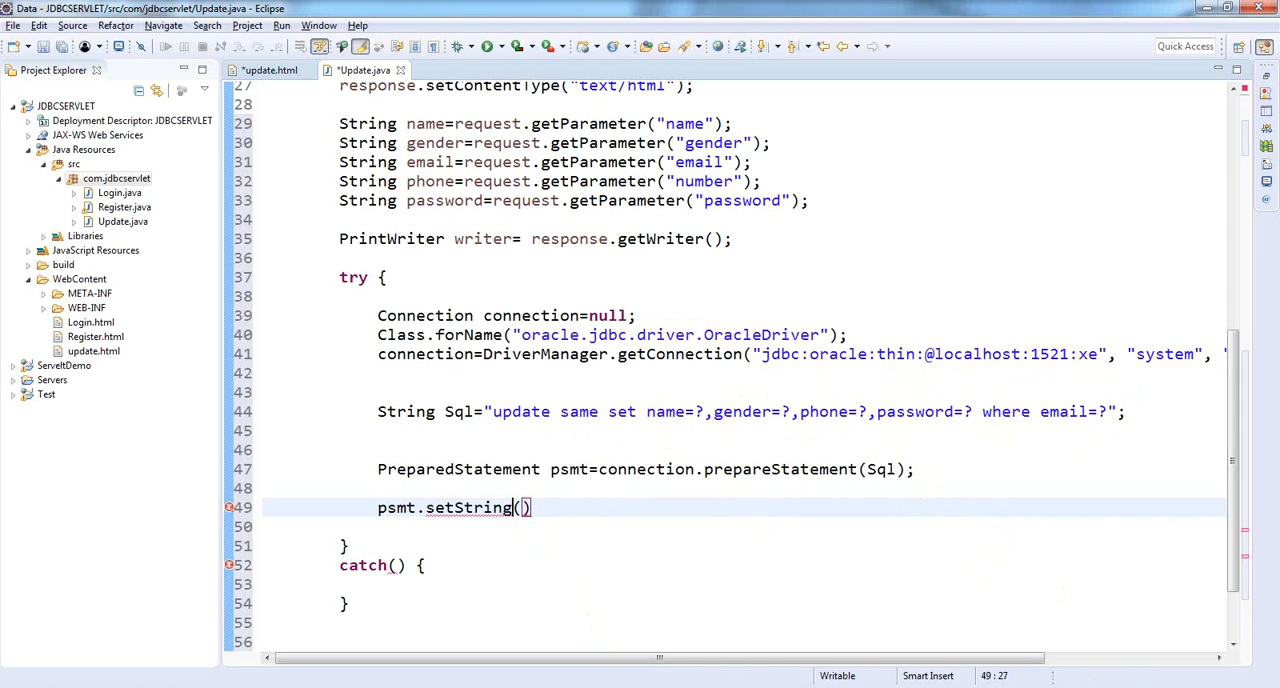 Data - JDBCSERVLET/src/com/jdbcservlet/Update.java - Eclipse
File Edit Source Refactor Navigate Search Project Run Window Help
Quick Access
Project Explorer
*update.html
*Update.java
JDBCSERVLET
Deployment Descriptor: JDBCSERVLET
JAX-WS Web Services
Java Resources
src
com.jdbcservlet
Login.java
Register.java
Update.java
Libraries
JavaScript Resources
build
WebContent
META-INF
WEB-INF
Login.html
Register.html
update.html
ServeltDemo
Servers
Test
27 response.setContentType("text/html");
28
29 String name=request.getParameter("name");
30 String gender=request.getParameter("gender");
31 String email=request.getParameter("email");
32 String phone=request.getParameter("number");
33 String password=request.getParameter("password");
34
35 PrintWriter writer= response.getWriter();
36
37 try {
38
39 Connection connection=null;
40 Class.forName("oracle.jdbc.driver.OracleDriver");
41 connection=DriverManager.getConnection("jdbc:oracle:thin:@localhost:1521:xe", "system", "
42
43
44 String Sql="update same set name=?,gender=?,phone=?,password=? where email=?";
45
46
47 PreparedStatement psmt=connection.prepareStatement(Sql);
48
49 psmt.setString()
50
51 }
52 catch() {
53
54 }
55
56
Writable Smart Insert 49 : 27